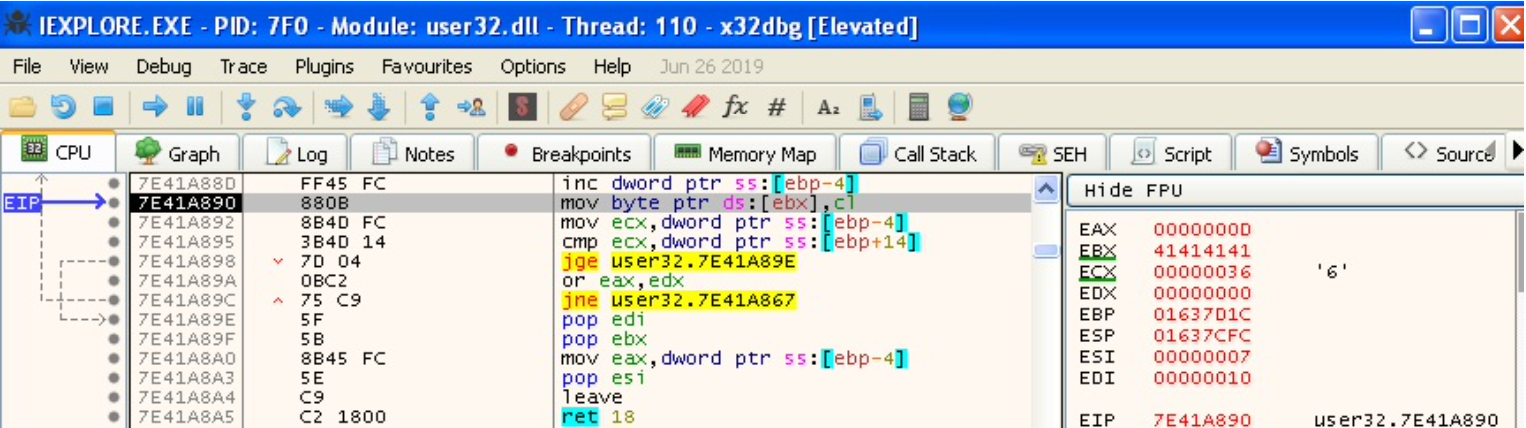 IEXPLORE.EXE - PID: 7F0 - Module: user32.dll - Thread: 110 - x32dbg [Elevated]
File View Debug Trace Plugins Favourites Options Help Jun 26 2019
S fx # Az
32 CPU Graph Log Notes Breakpoints Memory Map Call Stack SEH Script Symbols Source
7E41A88D FF45 FC inc dword ptr ss:[ebp-4]
EIP 7E41A890 880B mov byte ptr ds:[ebx],cl
7E41A892 8B4D FC mov ecx,dword ptr ss:[ebp-4]
7E41A895 3B4D 14 cmp ecx,dword ptr ss:[ebp+14]
7E41A898 7D 04 jge user32.7E41A89E
7E41A89A 0BC2 or eax,edx
7E41A89C 75 C9 jne user32.7E41A867
7E41A89E 5F pop edi
7E41A89F 5B pop ebx
7E41A8A0 8B45 FC mov eax,dword ptr ss:[ebp-4]
7E41A8A3 5E pop esi
7E41A8A4 C9 leave
7E41A8A5 C2 1800 ret 18
Hide FPU
EAX 0000000D
EBX 41414141
ECX 00000036 '6'
EDX 00000000
EBP 01637D1C
ESP 01637CFC
ESI 00000007
EDI 00000010
EIP 7E41A890 user32.7E41A890